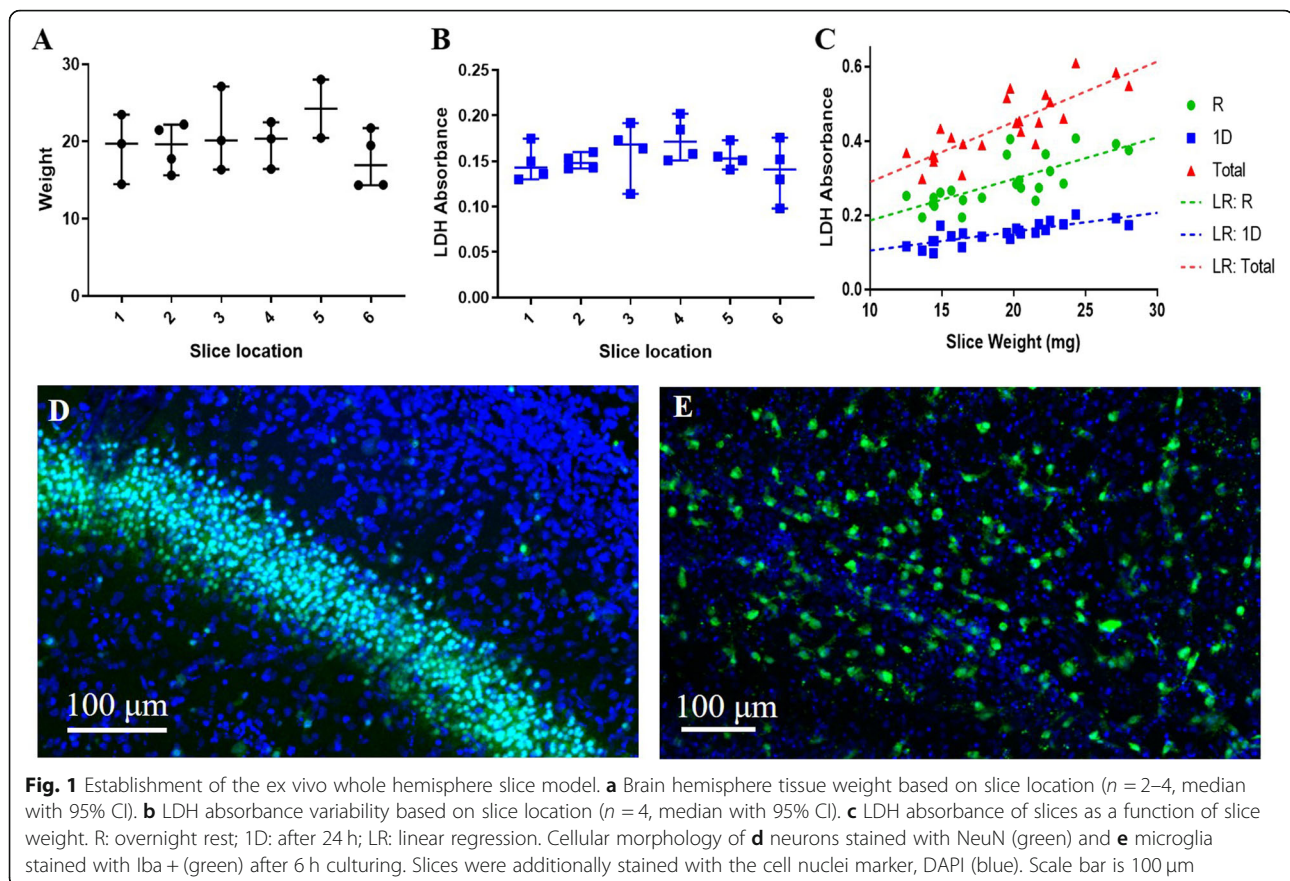 A
30
20
10
0
Weight
1 2 3 4 5 6
Slice location
B
0.25
0.20
0.15
0.10
0.05
0.00
LDH Absorbance
1 2 3 4 5 6
Slice location
C
0.6
0.4
0.2
0.0
LDH Absorbance
10 15 20 25 30
Slice Weight (mg)
R
1D
Total
LR: R
LR: 1D
LR: Total
D
100 μm
E
100 μm
Fig. 1 Establishment of the ex vivo whole hemisphere slice model. a Brain hemisphere tissue weight based on slice location (n = 2–4, median
with 95% CI). b LDH absorbance variability based on slice location (n = 4, median with 95% CI). c LDH absorbance of slices as a function of slice
weight. R: overnight rest; 1D: after 24 h; LR: linear regression. Cellular morphology of d neurons stained with NeuN (green) and e microglia
stained with Iba + (green) after 6 h culturing. Slices were additionally stained with the cell nuclei marker, DAPI (blue). Scale bar is 100 μm